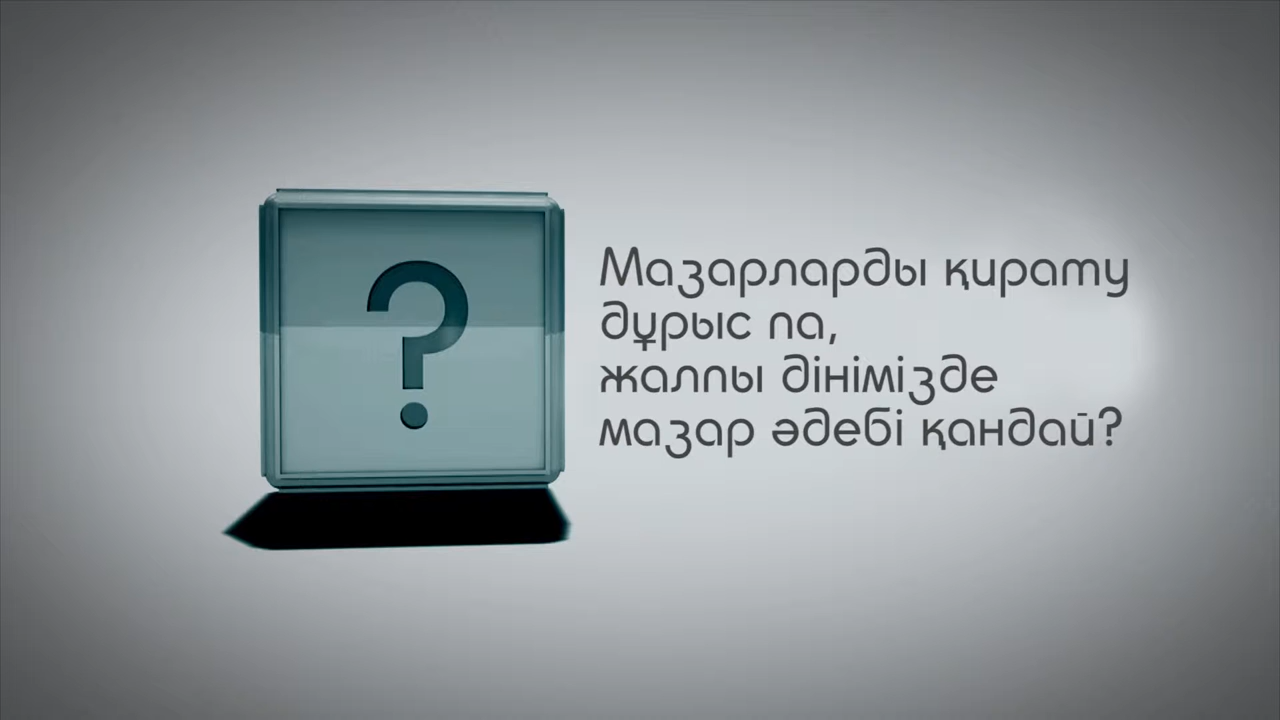 ?
Мазарларды қирату
дұрыс па,
жалпы дінімізде
мазар әдебі қандай?